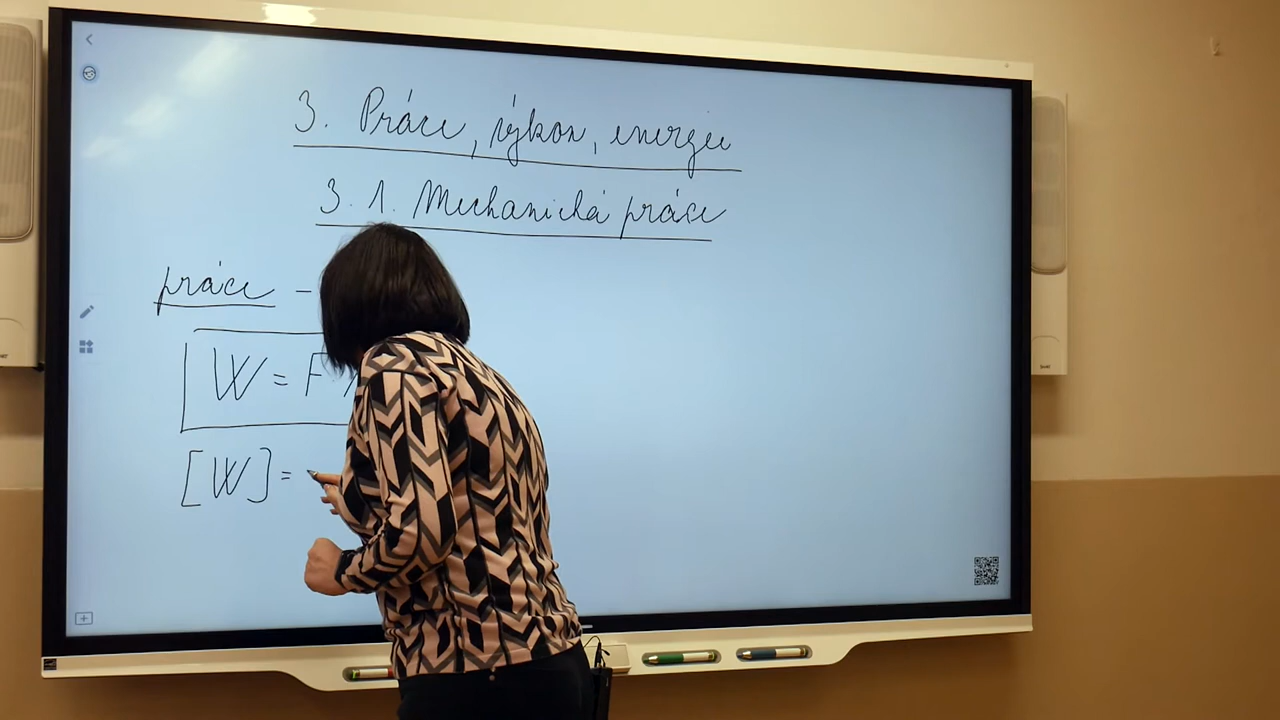 3. Práce, výkon, energie
3.1. Mechanická práce
práce –
W = F
[W] =